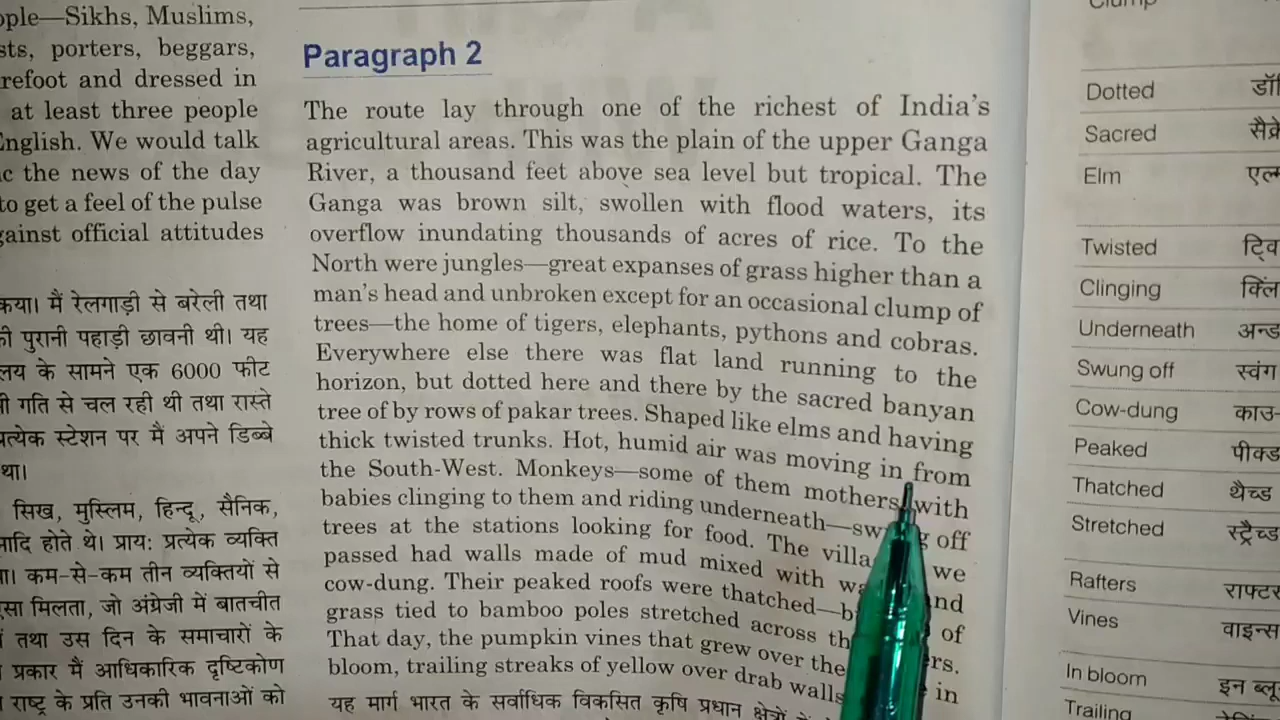 ople—Sikhs, Muslims,
sts, porters, beggars,
refoot and dressed in
at least three people
English. We would talk
c the news of the day
to get a feel of the pulse
gainst official attitudes
किया। मैं रेलगाड़ी से बरेली तथा
की पुरानी पहाड़ी छावनी थी। यह
लय के सामने एक 6000 फीट
गति से चल रही थी तथा रास्ते
प्रत्येक स्टेशन पर मैं अपने डिब्बे
था।
सिख, मुस्लिम, हिन्दू, सैनिक,
आदि होते थे। प्राय: प्रत्येक व्यक्ति
कम-से-कम तीन व्यक्तियों से
ऐसा मिलता, जो अंग्रेजी में बातचीत
तथा उस दिन के समाचारों के
प्रकार मैं आधिकारिक दृष्टिकोण
राष्ट्र के प्रति उनकी भावनाओं को
Paragraph 2
The route lay through one of the richest of India's
agricultural areas. This was the plain of the upper Ganga
River, a thousand feet above sea level but tropical. The
Ganga was brown silt, swollen with flood waters, its
overflow inundating thousands of acres of rice. To the
North were jungles—great expanses of grass higher than a
man's head and unbroken except for an occasional clump of
trees—the home of tigers, elephants, pythons and cobras.
Everywhere else there was flat land running to the
horizon, but dotted here and there by the sacred banyan
tree of by rows of pakar trees. Shaped like elms and having
thick twisted trunks. Hot, humid air was moving in from
the South-West. Monkeys—some of them mothers with
babies clinging to them and riding underneath—sw g off
trees at the stations looking for food. The villa we
passed had walls made of mud mixed with wa nd
cow-dung. Their peaked roofs were thatched—b of
grass tied to bamboo poles stretched across th rs.
That day, the pumpkin vines that grew over the in
bloom, trailing streaks of yellow over drab walls
यह मार्ग भारत के सर्वाधिक विकसित कृषि प्रधान क्षेत्रों
Clump
Dotted डॉ
Sacred सैक्रे
Elm एल्म
Twisted ट्वि
Clinging क्लिं
Underneath अन्ड
Swung off स्वंग
Cow-dung काउ-
Peaked पीक्ड
Thatched थैच्ड
Stretched स्ट्रैच्ड
Rafters राफ्टर
Vines वाइन्स
In bloom इन ब्लू
Trailing